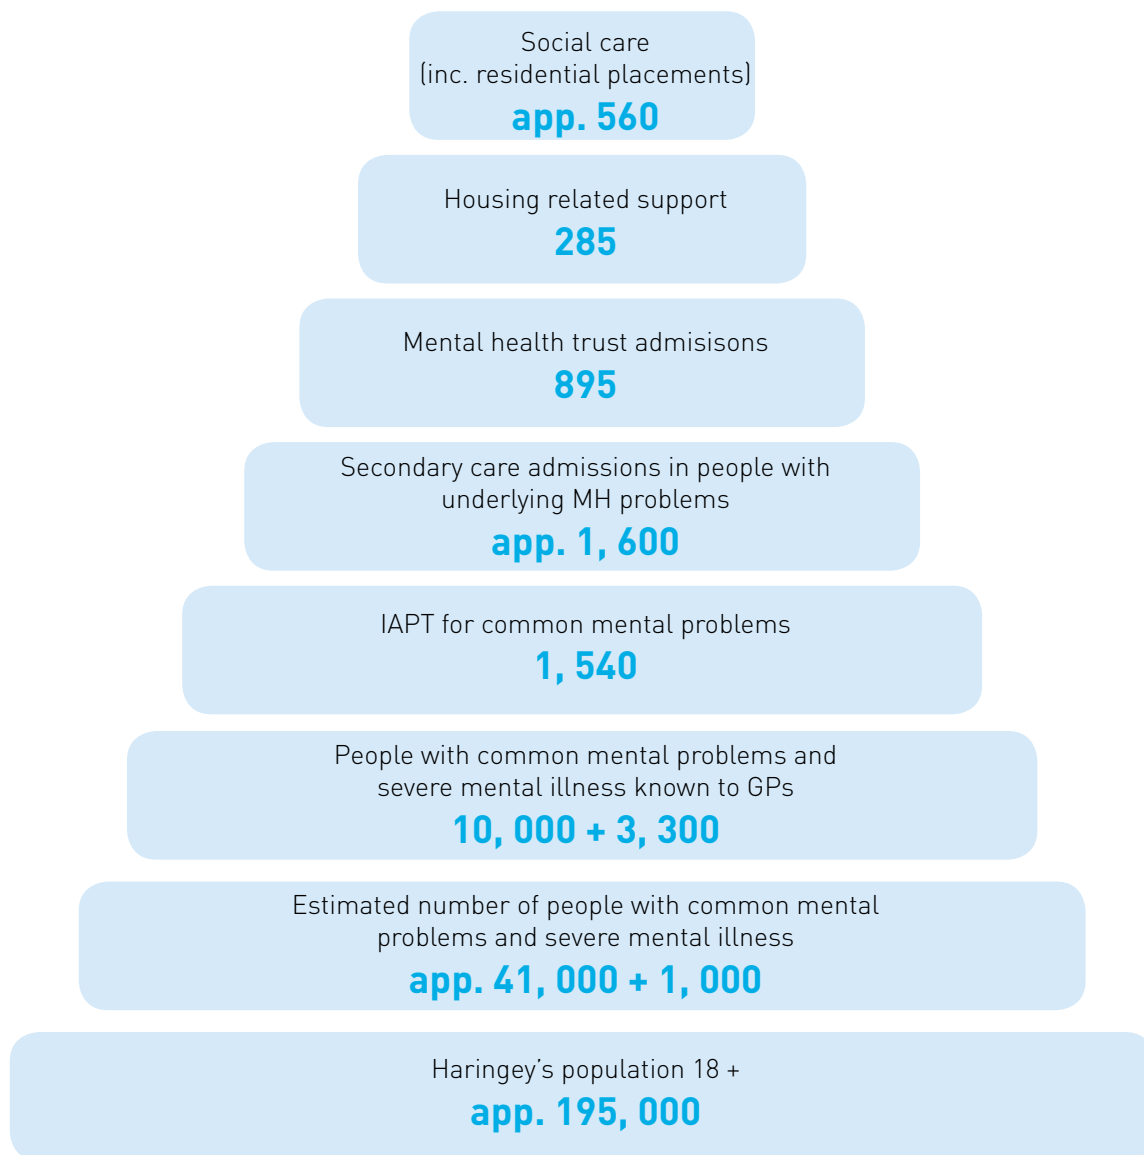 Social care
(inc. residential placements)
app. 560
Housing related support
285
Mental health trust admisisons
895
Secondary care admissions in people with
underlying MH problems
app. 1, 600
IAPT for common mental problems
1, 540
People with common mental problems and
severe mental illness known to GPs
10, 000 + 3, 300
Estimated number of people with common mental
problems and severe mental illness
app. 41, 000 + 1, 000
Haringey’s population 18 +
app. 195, 000